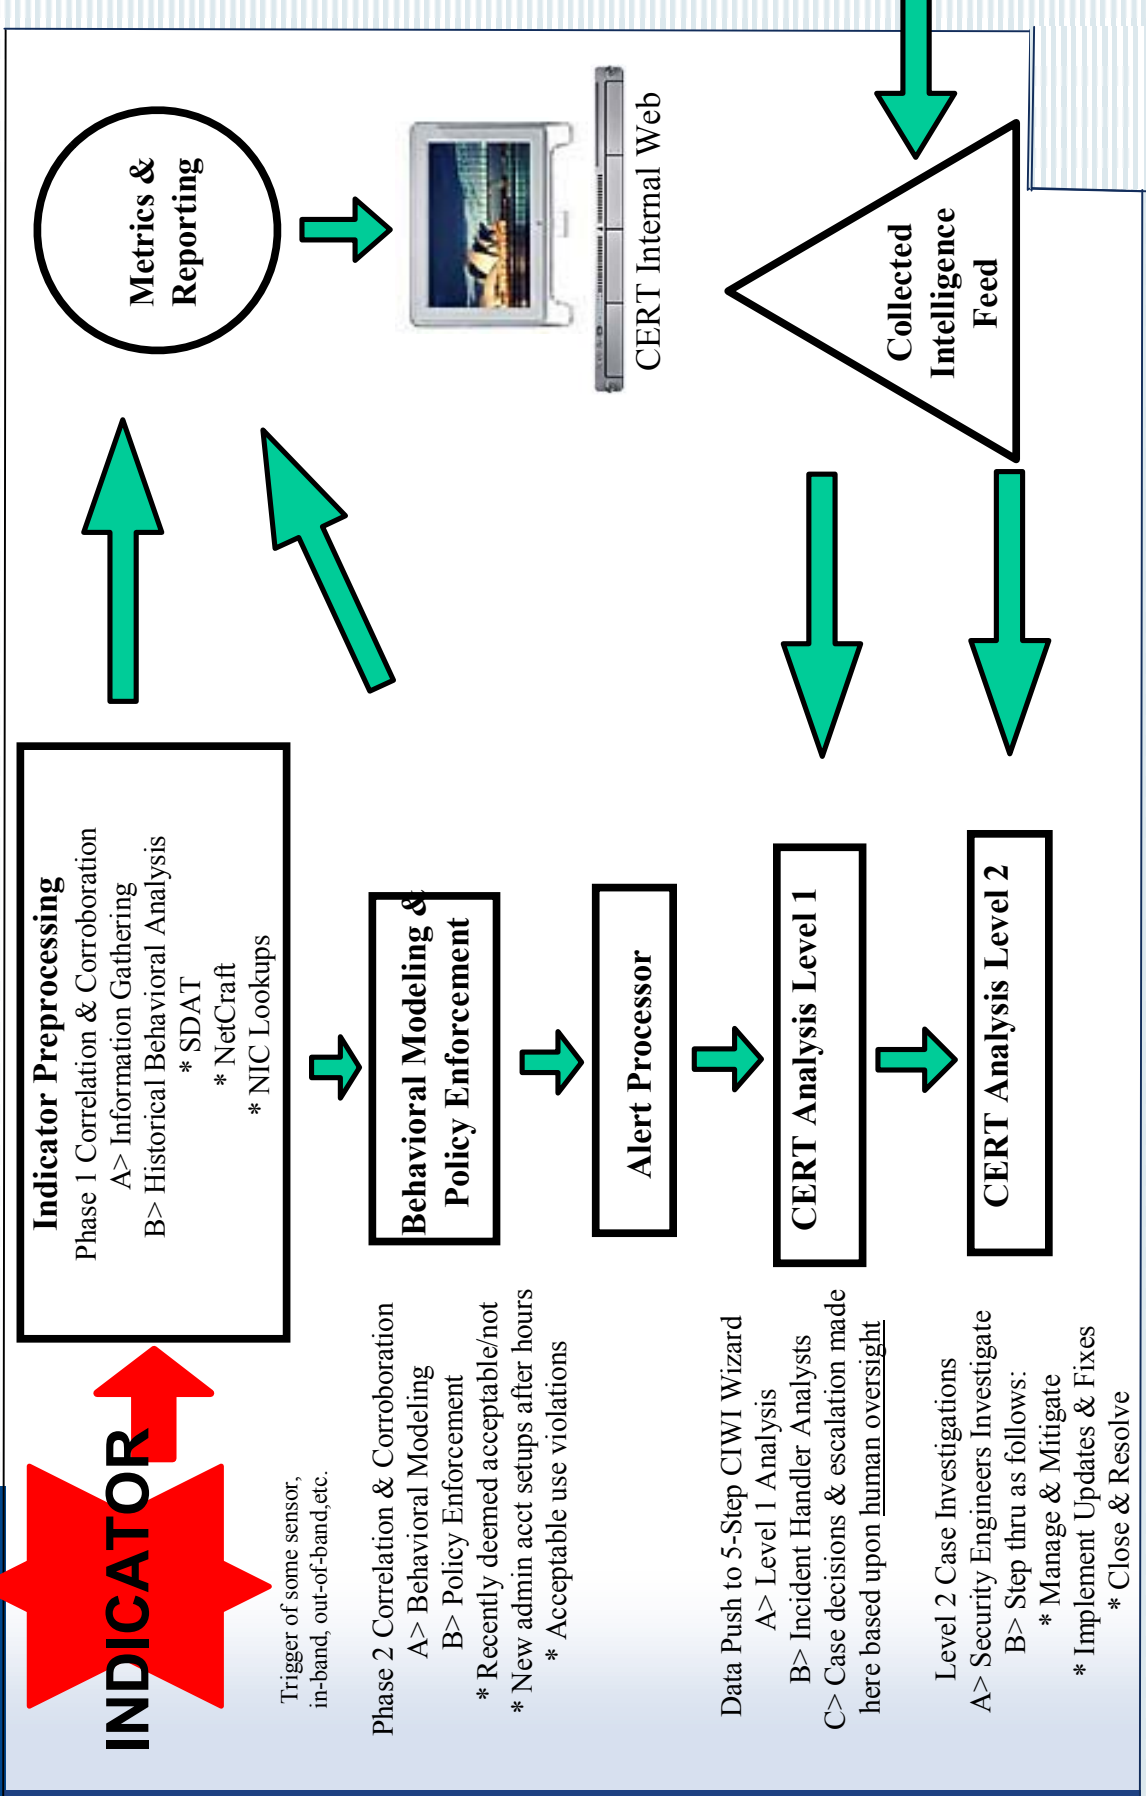 INDICATOR
Trigger of some sensor,
in-band, out-of-band,etc.
Indicator Preprocessing
Phase 1 Correlation & Corroboration
A> Information Gathering
B> Historical Behavioral Analysis
* SDAT
* NetCraft
* NIC Lookups
Metrics &
Reporting
CERT Internal Web
Phase 2 Correlation & Corroboration
A> Behavioral Modeling
B> Policy Enforcement
* Recently deemed acceptable/not
* New admin acct setups after hours
* Acceptable use violations
Behavioral Modeling &
Policy Enforcement
Alert Processor
Data Push to 5-Step CIWI Wizard
A> Level 1 Analysis
B> Incident Handler Analysts
C> Case decisions & escalation made
here based upon human oversight
CERT Analysis Level 1
Collected
Intelligence
Feed
Level 2 Case Investigations
A> Security Engineers Investigate
B> Step thru as follows:
* Manage & Mitigate
* Implement Updates & Fixes
* Close & Resolve
CERT Analysis Level 2